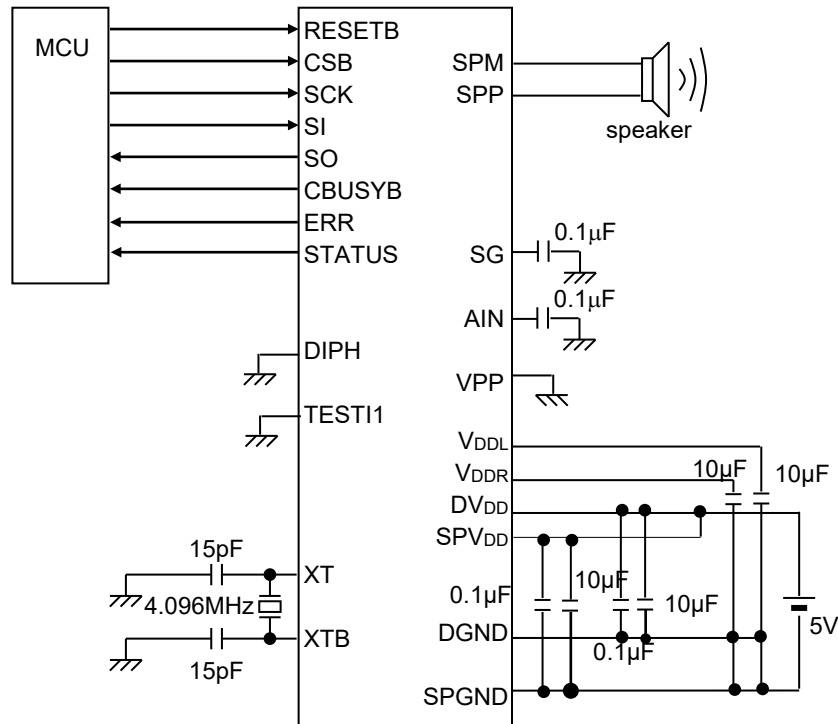 MCU
RESETB
CSB
SCK
SI
SO
CBUSYB
ERR
STATUS
DIPH
TESTI1
15pF
XT
4.096MHz
XTB
15pF
SPM
SPP
speaker
SG
0.1μF
AIN
0.1μF
VPP
VDDL
VDDR
10µF
10µF
DVDD
SPVDD
0.1µF
10µF
10µF
0.1µF
5V
DGND
SPGND